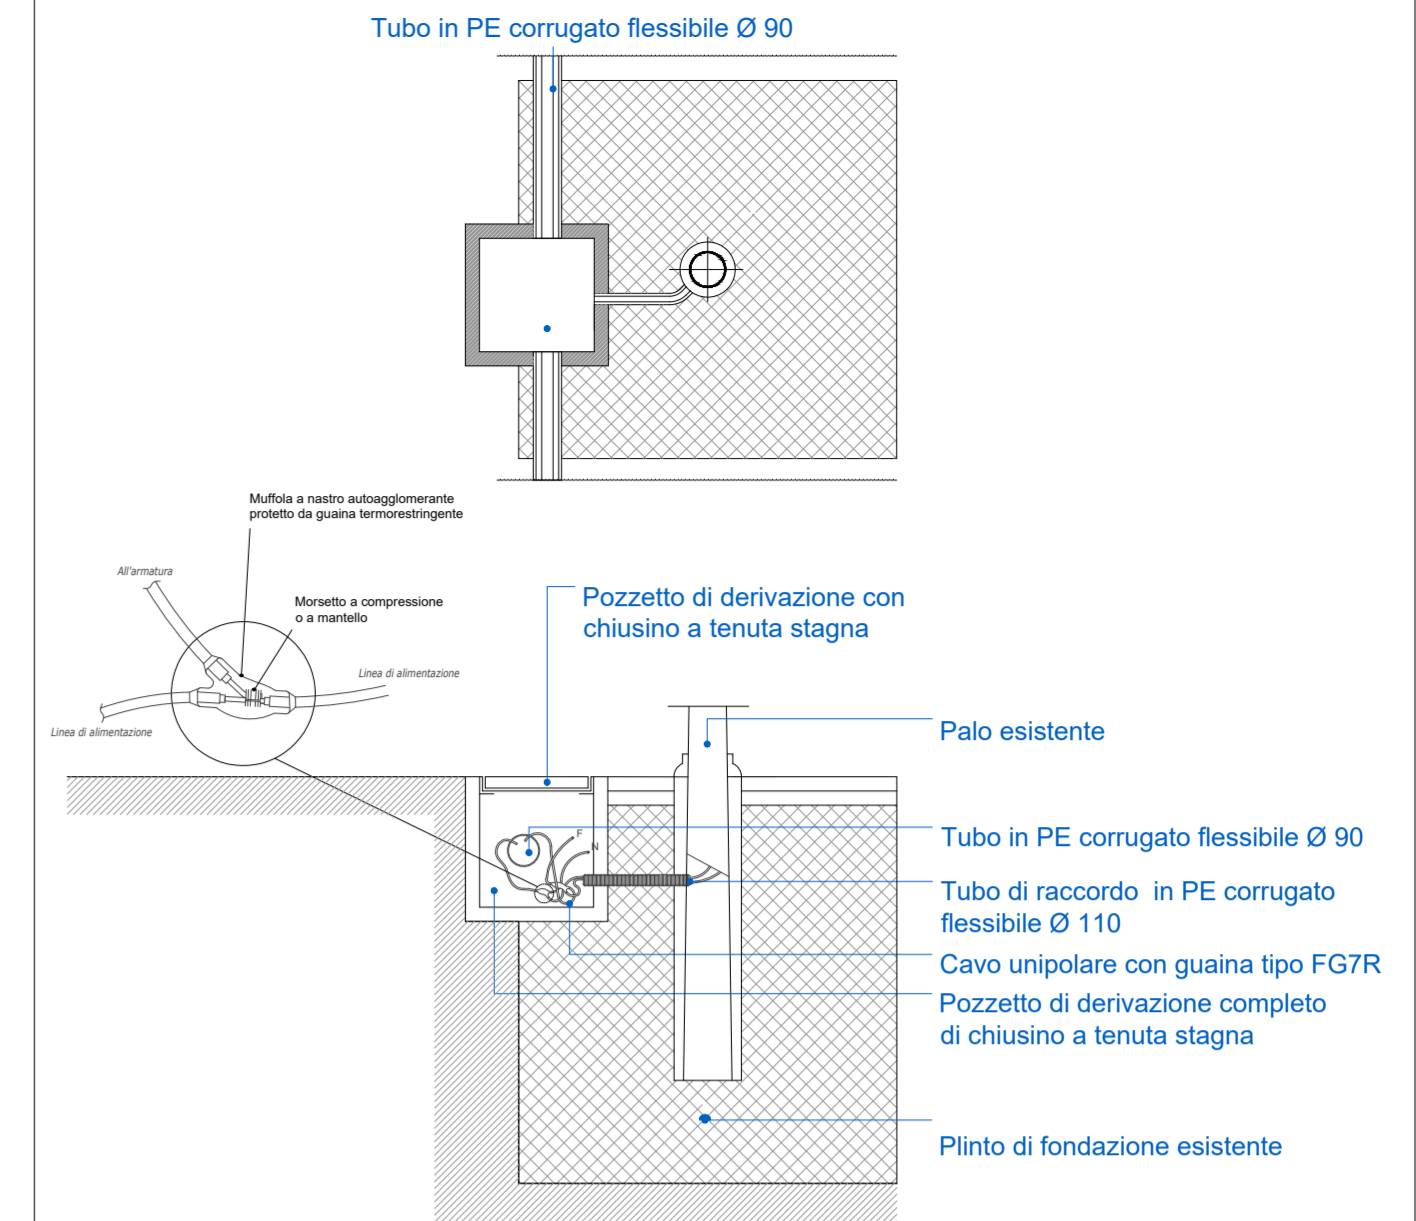 Tubo in PE corrugato flessibile Ø 90
Muffola a nastro autoagglomerante
protetto da guaina termorestringente
All'armatura
Morsetto a compressione
o a mantello
Linea di alimentazione
Linea di alimentazione
Pozzetto di derivazione con
chiusino a tenuta stagna
Palo esistente
F
N
Tubo in PE corrugato flessibile Ø 90
Tubo di raccordo  in PE corrugato
flessibile Ø 110
Cavo unipolare con guaina tipo FG7R
Pozzetto di derivazione completo
di chiusino a tenuta stagna
Plinto di fondazione esistente